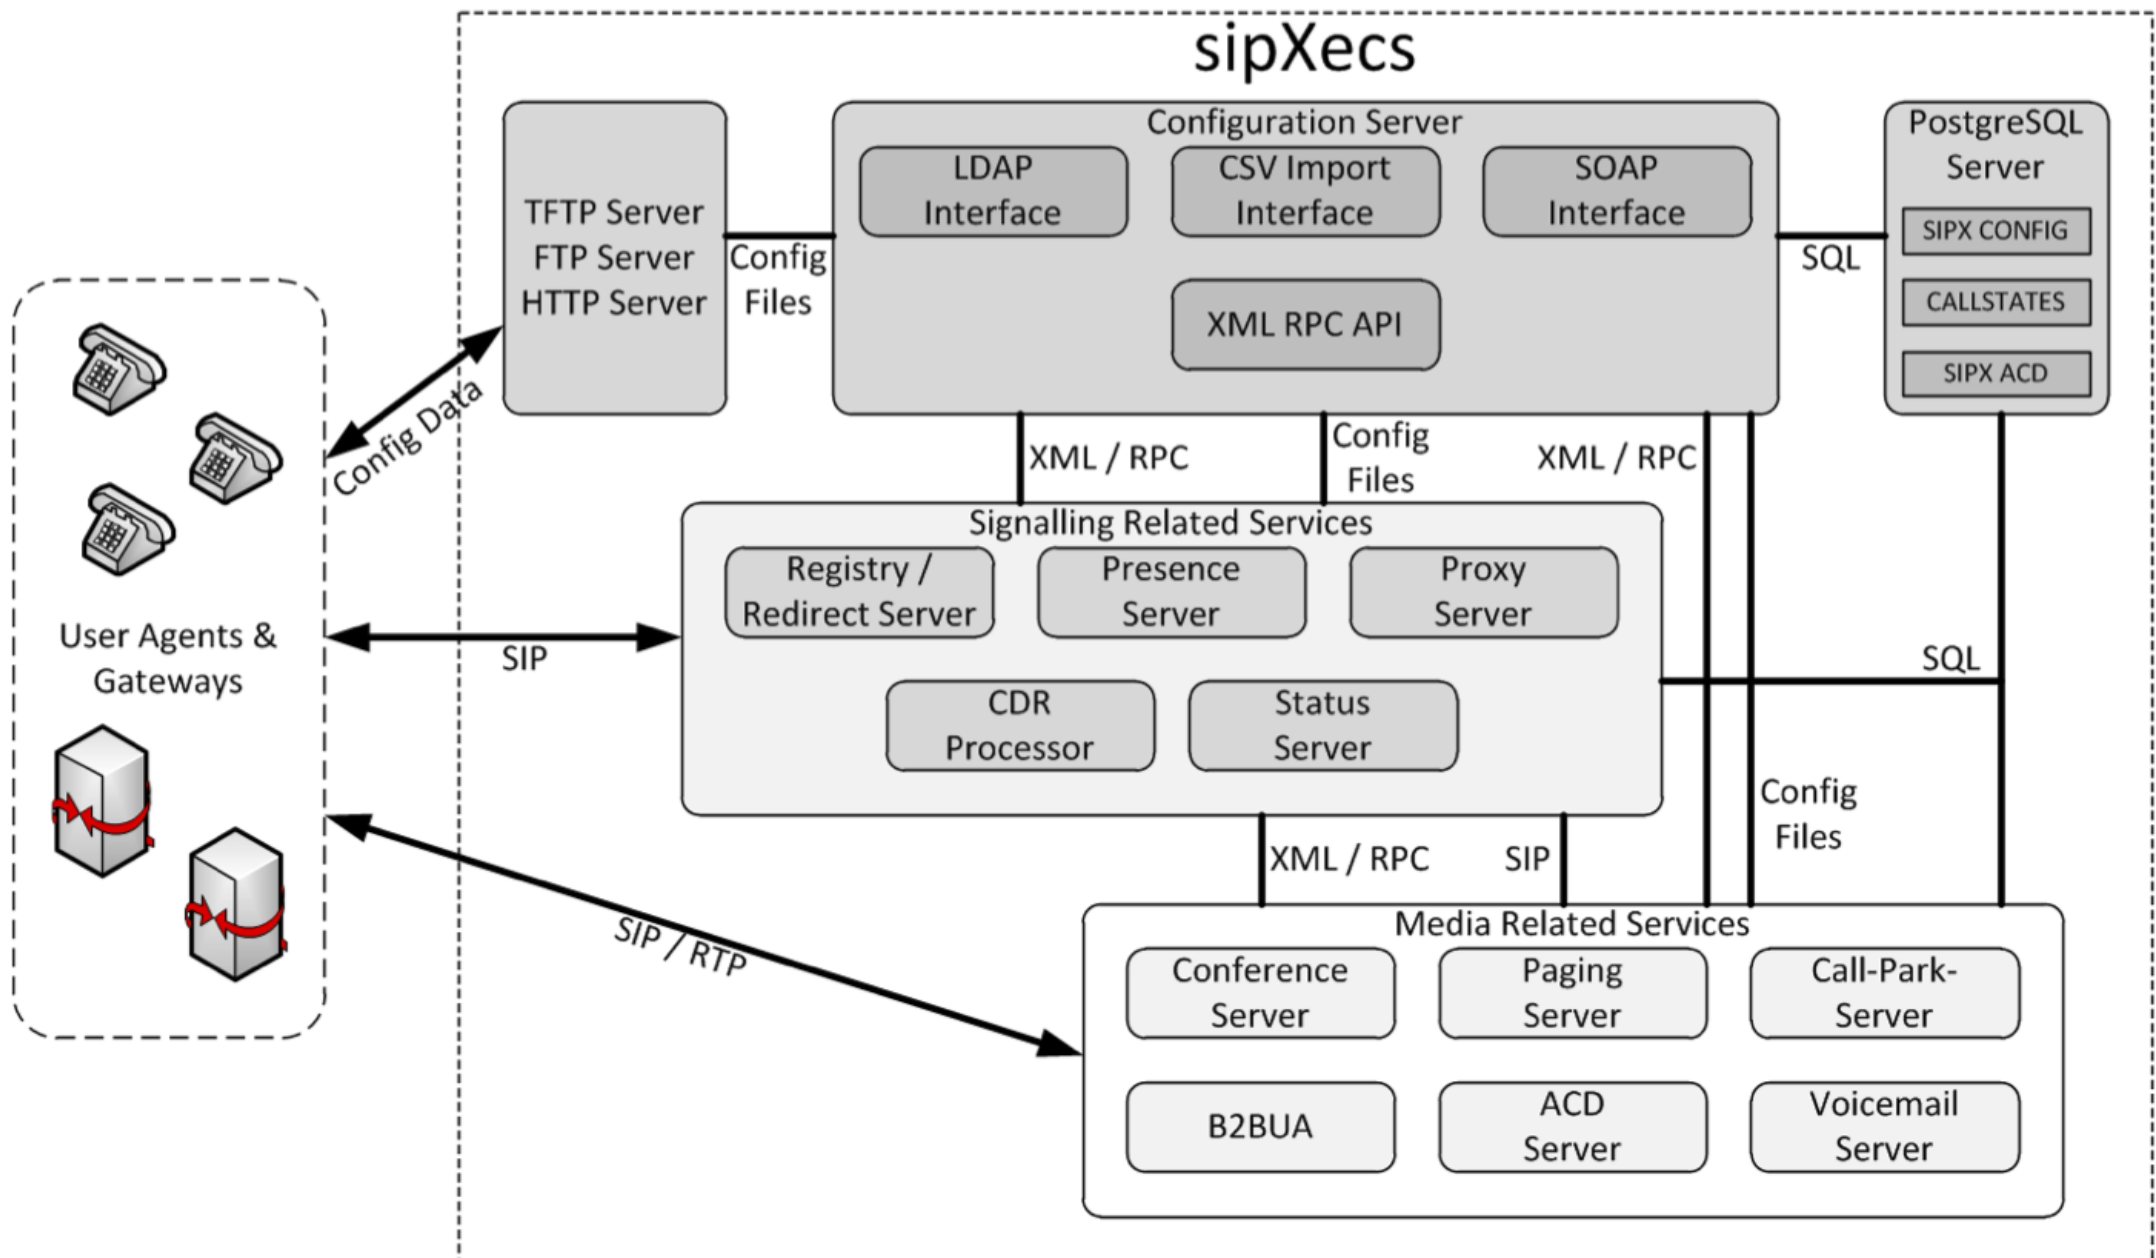 sipXecs
TFTP Server
FTP Server
HTTP Server
Config
Files
Configuration Server
LDAP
Interface
CSV Import
Interface
SOAP
Interface
XML RPC API
SQL
PostgreSQL
Server
SIPX CONFIG
CALLSTATES
SIPX ACD
Config Data
XML / RPC
Config
Files
XML / RPC
User Agents &
Gateways
SIP
Signalling Related Services
Registry /
Redirect Server
Presence
Server
Proxy
Server
CDR
Processor
Status
Server
SQL
Config
Files
XML / RPC
SIP
SIP / RTP
Media Related Services
Conference
Server
Paging
Server
Call-Park-
Server
B2BUA
ACD
Server
Voicemail
Server